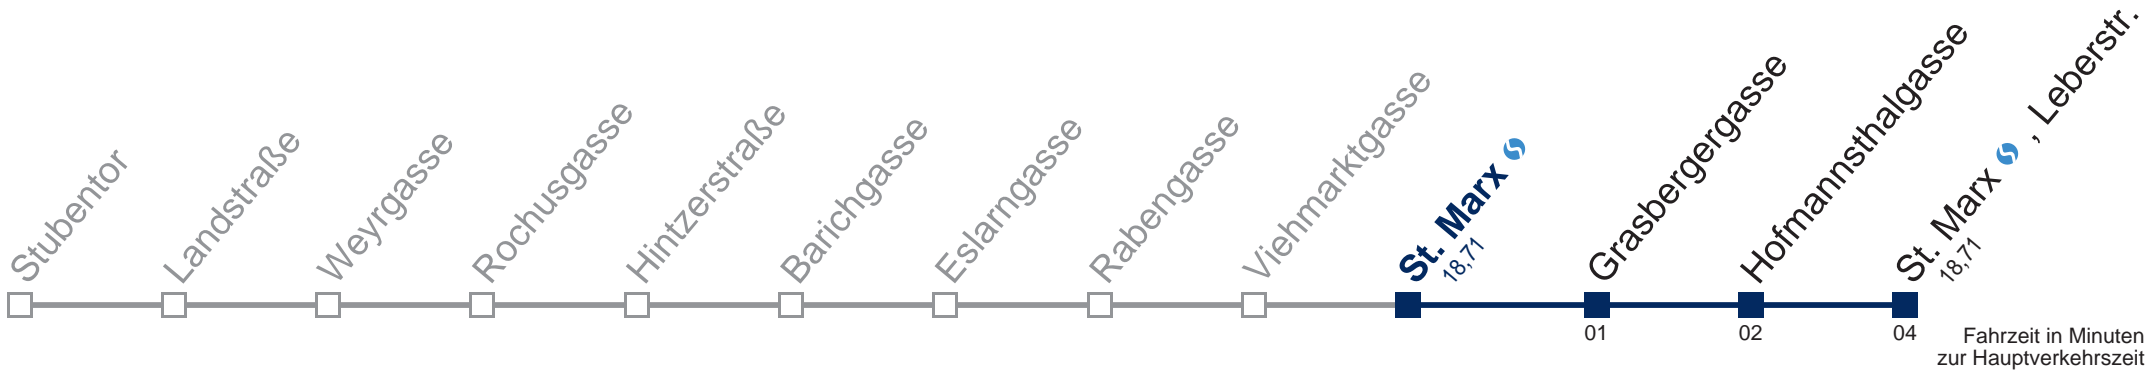 Stubentor
Landstraße
Weyrgasse
Rochusgasse
Hintzerstraße
Barichgasse
Eslarngasse
Rabengasse
Viehmarktgasse
St. Marx
18,71
Grasbergergasse
Hofmannsthalgasse
St. Marx , Leberstr.
18,71
01
02
04
Fahrzeit in Minuten
zur Hauptverkehrszeit